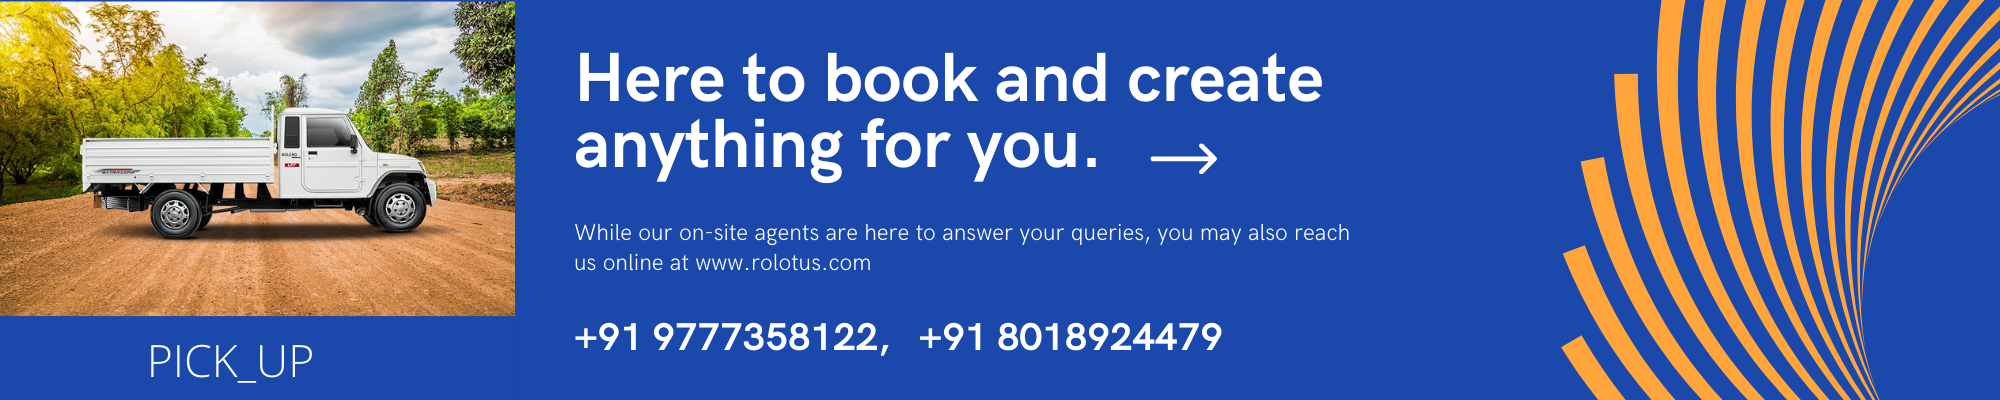 Here to book and create
anything for you.
While our on-site agents are here to answer your queries, you may also reach
us online at www.rolotus.com
+91 9777358122, +91 8018924479
PICK_UP